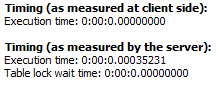 Timing (as measured at client side):
Execution time: 0:00:0.00000000
Timing (as measured by the server):
Execution time: 0:00:0.00035231
Table lock wait time: 0:00:0.00000000